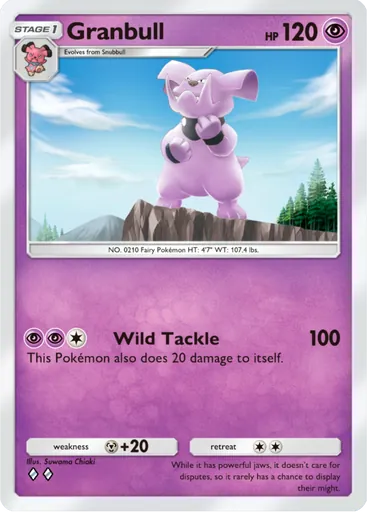 STAGE 1
Granbull
HP 120
Evolves from Snubbull
NO. 0210 Fairy Pokémon HT: 4'7" WT: 107.4 lbs.
Wild Tackle 100
This Pokémon also does 20 damage to itself.
weakness +20 retreat
Illus. Suwama Chiaki
While it has powerful jaws, it doesn't care for
disputes, so it rarely has a chance to display
their might.